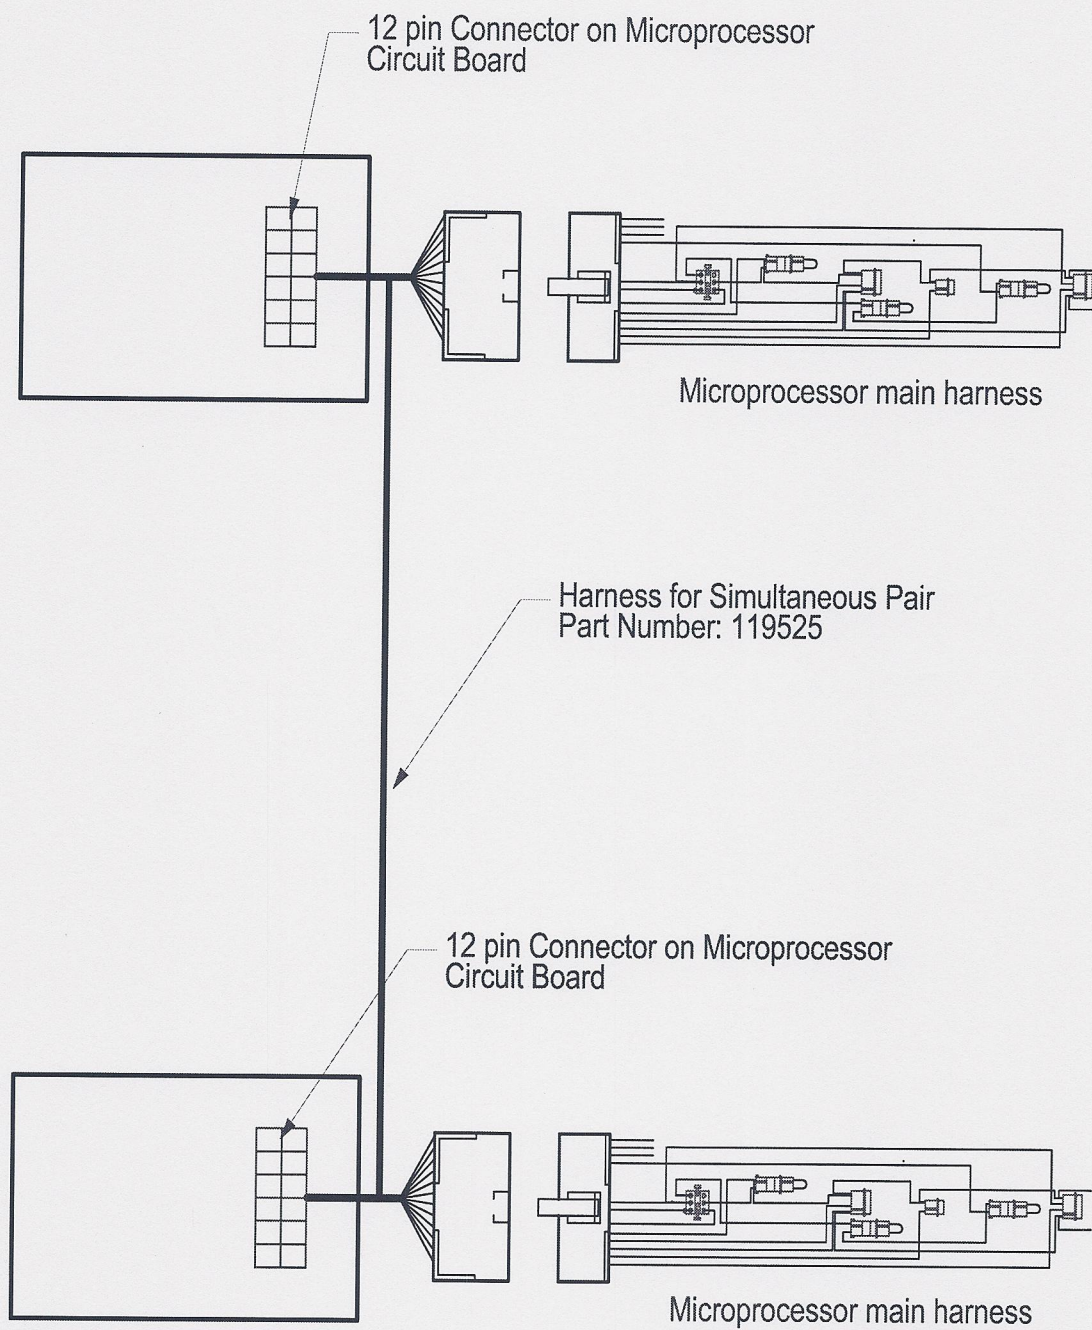 12 pin Connector on Microprocessor
Circuit Board
Microprocessor main harness
Harness for Simultaneous Pair
Part Number: 119525
12 pin Connector on Microprocessor
Circuit Board
Microprocessor main harness